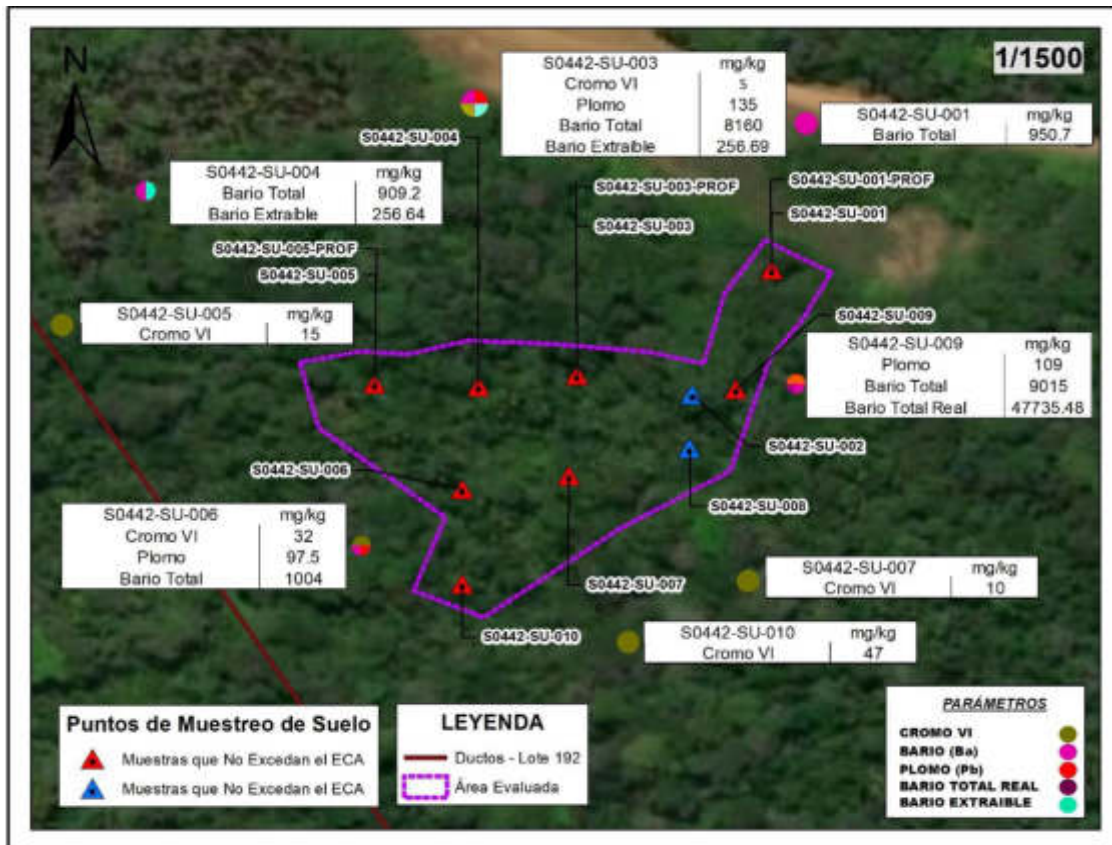 N
1/1500
S0442-SU-003 mg/kg
Cromo VI 5
Plomo 135
Bario Total 8160
Bario Extraible 256.69
S0442-SU-001 mg/kg
Bario Total 950.7
S0442-SU-004
S0442-SU-004 mg/kg
Bario Total 909.2
Bario Extraible 256.64
S0442-SU-003-PROF
S0442-SU-003
S0442-SU-001-PROF
S0442-SU-001
S0442-SU-005-PROF
S0442-SU-005
S0442-SU-005 mg/kg
Cromo VI 15
S0442-SU-009
S0442-SU-009 mg/kg
Plomo 109
Bario Total 9015
Bario Total Real 47735.48
S0442-SU-002
S0442-SU-006
S0442-SU-008
S0442-SU-006 mg/kg
Cromo VI 32
Plomo 97.5
Bario Total 1004
S0442-SU-007
S0442-SU-007 mg/kg
Cromo VI 10
S0442-SU-010
S0442-SU-010 mg/kg
Cromo VI 47
Puntos de Muestreo de Suelo
Muestras que No Excedan el ECA
Muestras que No Excedan el ECA
LEYENDA
Ductos - Lote 192
Área Evaluada
PARÁMETROS
CROMO VI
BARIO (Ba)
PLOMO (Pb)
BARIO TOTAL REAL
BARIO EXTRAIBLE